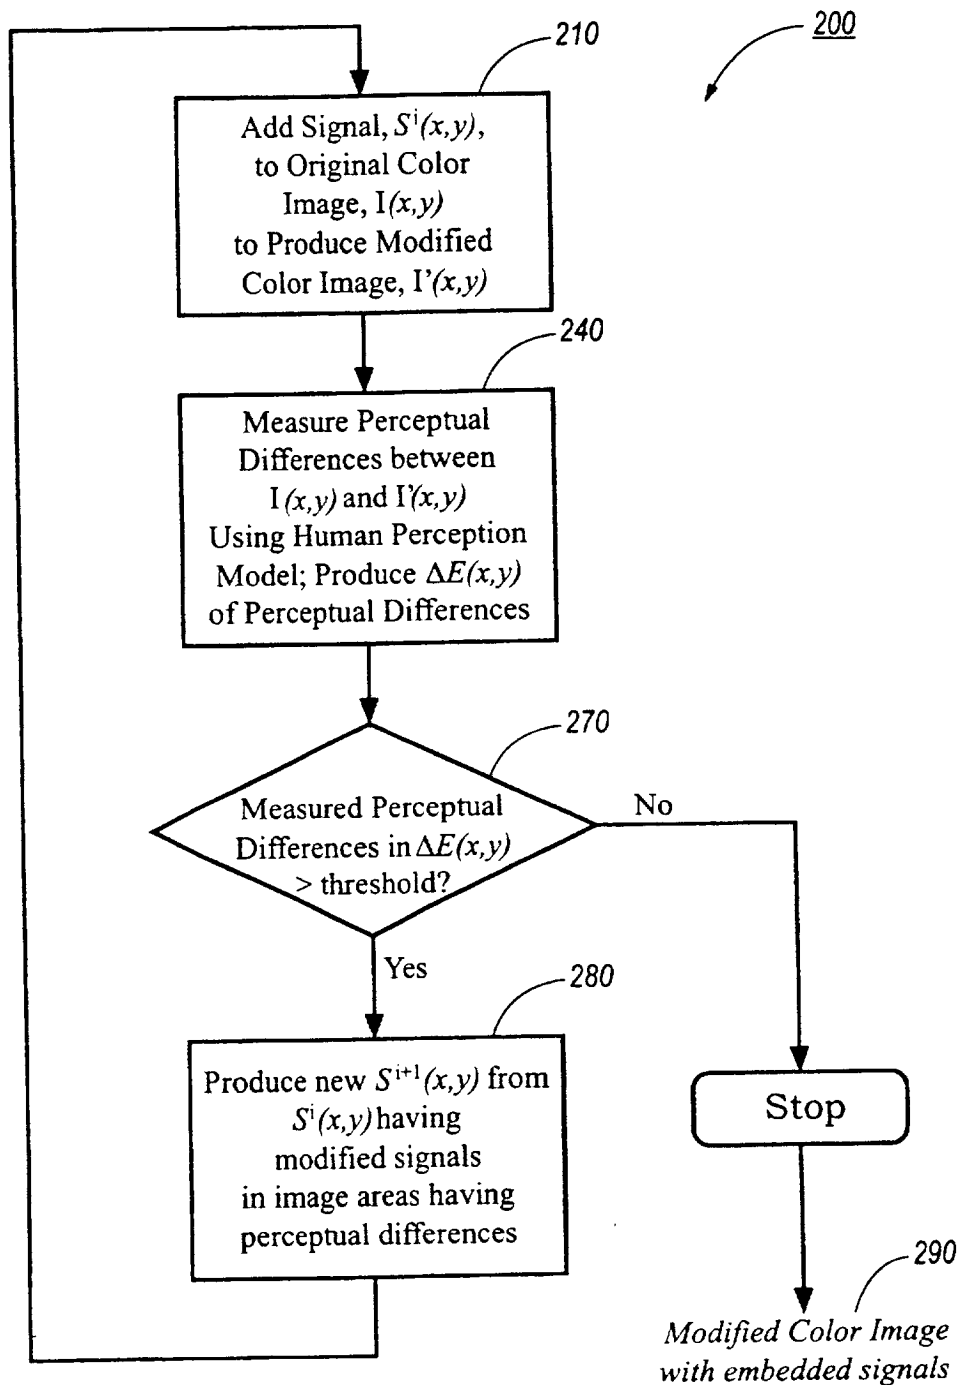 200
210
Add Signal, Sⁱ(x,y),
to Original Color
Image, I(x,y)
to Produce Modified
Color Image, I'(x,y)
240
Measure Perceptual
Differences between
I(x,y) and I'(x,y)
Using Human Perception
Model; Produce ΔE(x,y)
of Perceptual Differences
270
Measured Perceptual
Differences in ΔE(x,y)
> threshold?
No
Yes
280
Produce new Sⁱ⁺¹(x,y) from
Sⁱ(x,y) having
modified signals
in image areas having
perceptual differences
Stop
290
Modified Color Image
with embedded signals